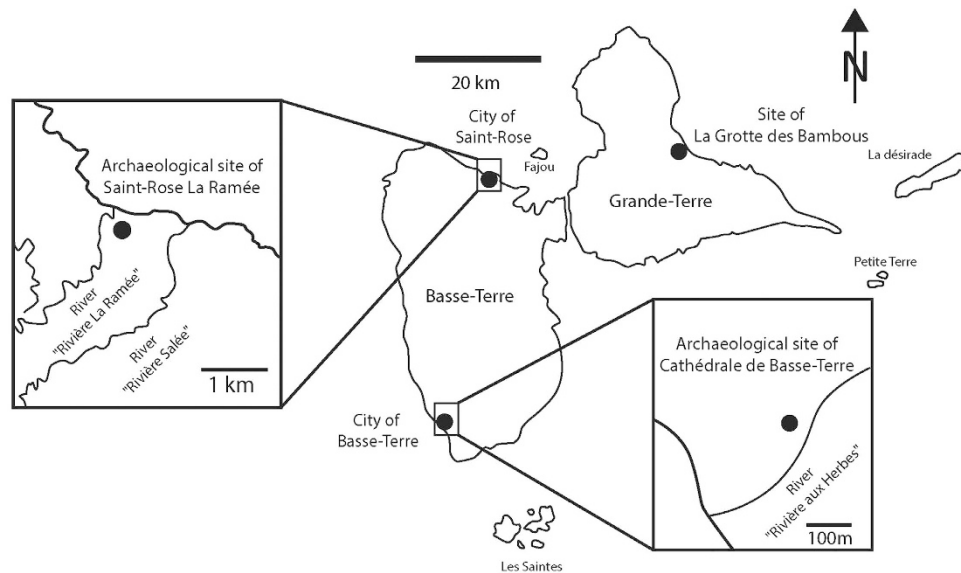 N
20 km
City of
Saint-Rose
Fajou
Site of
La Grotte des Bambous
La désirade
Grande-Terre
Petite Terre
Basse-Terre
City of
Basse-Terre
Les Saintes
Archaeological site of
Saint-Rose La Ramée
River
"Rivière La Ramée"
River
"Rivière Salée"
1 km
Archaeological site of
Cathédrale de Basse-Terre
River
"Rivière aux Herbes"
100m